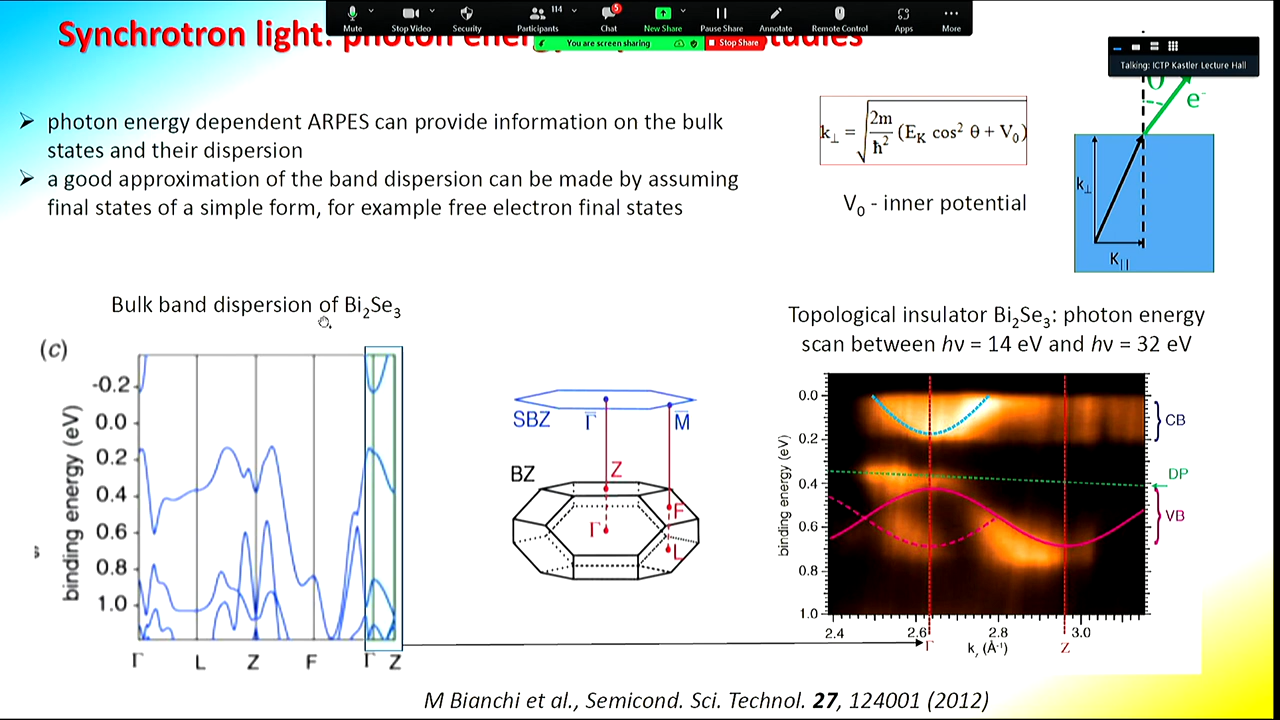 Mute
Stop Video
Security
114
Participants
5
Chat
New Share
Pause Share
Annotate
Remote Control
Apps
More
You are screen sharing
Stop Share
Talking: ICTP Kastler Lecture Hall
Synchrotron light: photon
➢ photon energy dependent ARPES can provide information on the bulk
states and their dispersion
➢ a good approximation of the band dispersion can be made by assuming
final states of a simple form, for example free electron final states
k⊥ = √(2m/ħ² (E_K cos² θ + V₀))
V₀ - inner potential
e⁻
k⊥
K||
Bulk band dispersion of Bi₂Se₃
(c)
binding energy (eV)
-0.2
0.0
0.2
0.4
0.6
0.8
1.0
Γ L Z F Γ Z
SBZ Γ̅ M̅
BZ Z
Γ F
L
Topological insulator Bi₂Se₃: photon energy
scan between hν = 14 eV and hν = 32 eV
binding energy (eV)
0.0
0.2
0.4
0.6
0.8
1.0
CB
DP
VB
2.4 2.6 2.8 3.0
Γ Z
M Bianchi et al., Semicond. Sci. Technol. 27, 124001 (2012)